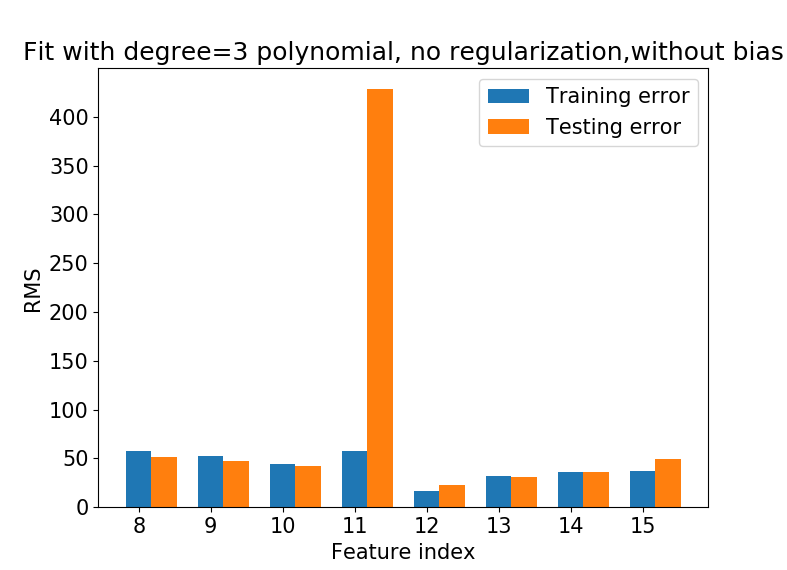 Fit with degree=3 polynomial, no regularization,without bias
Training error
Testing error
400
350
300
250
200
150
100
50
0
RMS
8 9 10 11 12 13 14 15
Feature index